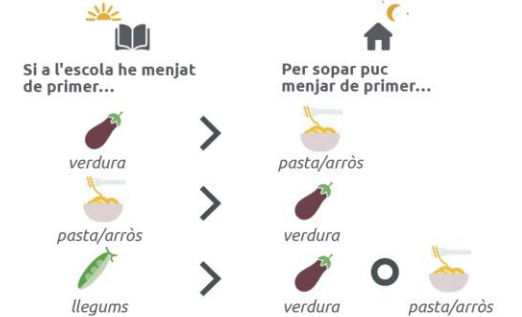 Si a l'escola he menjat
de primer...
Per sopar puc
menjar de primer...
verdura
pasta/arròs
pasta/arròs
verdura
llegums
verdura
O
pasta/arròs